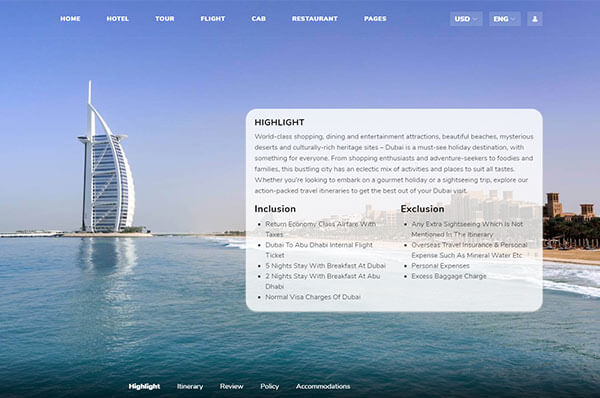 HOME HOTEL TOUR FLIGHT CAB RESTAURANT PAGES USD ENG
HIGHLIGHT
World-class shopping, dining and entertainment attractions, beautiful beaches, mysterious
deserts and culturally-rich heritage sites – Dubai is a must-see holiday destination, with
something for everyone. From shopping enthusiasts and adventure-seekers to foodies and
families, this bustling city has an eclectic mix of activities and places to suit all tastes.
Whether you're looking to embark on a gourmet holiday or a sightseeing trip, explore our
action-packed travel itineraries to get the best out of your Dubai visit.
Inclusion
Return Economy Class Airfare With
Taxes
Dubai To Abu Dhabi Internal Flight
Ticket
5 Nights Stay With Breakfast At Dubai
2 Nights Stay With Breakfast At Abu
Dhabi
Normal Visa Charges Of Dubai
Exclusion
Any Extra Sightseeing Which Is Not
Mentioned In The Itinerary
Overseas Travel Insurance & Personal
Expense Such As Mineral Water Etc
Personal Expenses
Excess Baggage Charge
Highlight Itinerary Review Policy Accommodations